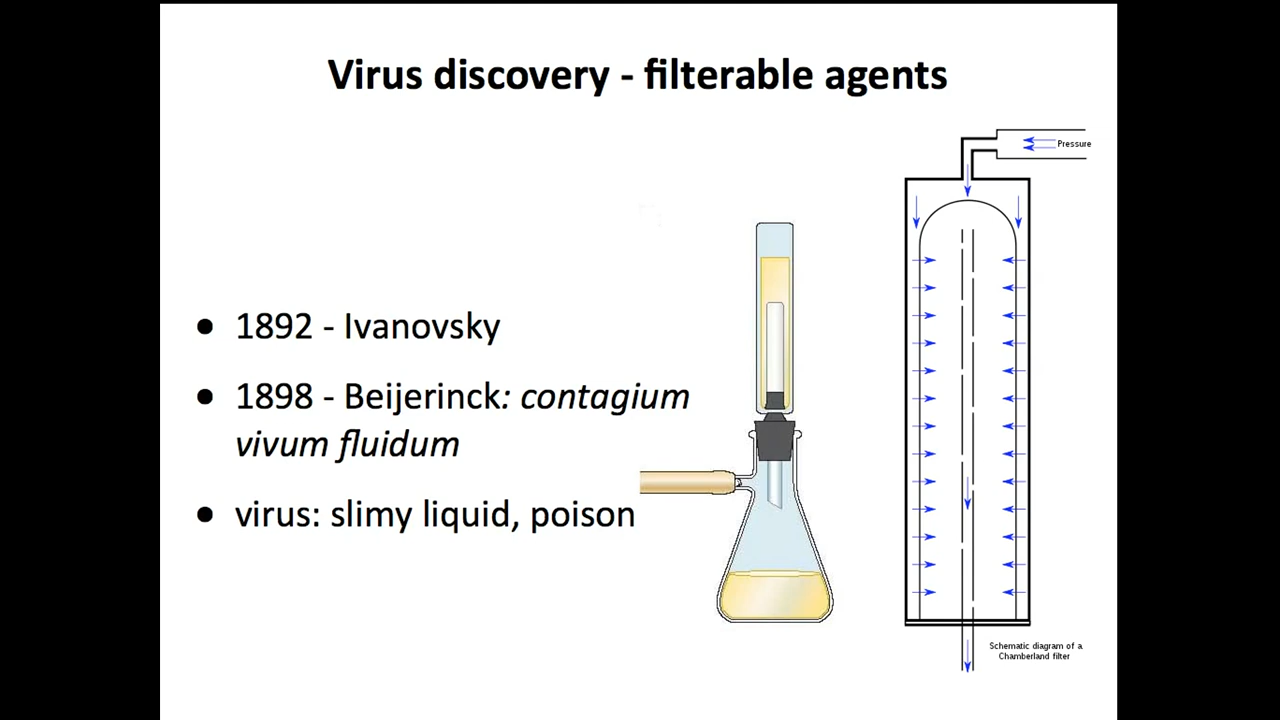 Virus discovery - filterable agents
Pressure
● 1892 - Ivanovsky
● 1898 - Beijerinck: contagium
vivum fluidum
● virus: slimy liquid, poison
Schematic diagram of a
Chamberland filter